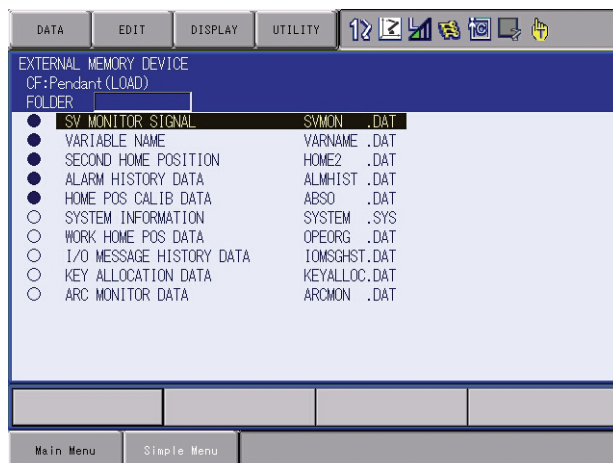 DATA EDIT DISPLAY UTILITY
EXTERNAL MEMORY DEVICE
CF:Pendant(LOAD)
FOLDER
SV MONITOR SIGNAL SVMON .DAT
VARIABLE NAME VARNAME .DAT
SECOND HOME POSITION HOME2 .DAT
ALARM HISTORY DATA ALMHIST .DAT
HOME POS CALIB DATA ABSO .DAT
SYSTEM INFORMATION SYSTEM .SYS
WORK HOME POS DATA OPEORG .DAT
I/O MESSAGE HISTORY DATA IOMSGHST.DAT
KEY ALLOCATION DATA KEYALLOC.DAT
ARC MONITOR DATA ARCMON .DAT
Main Menu Simple Menu